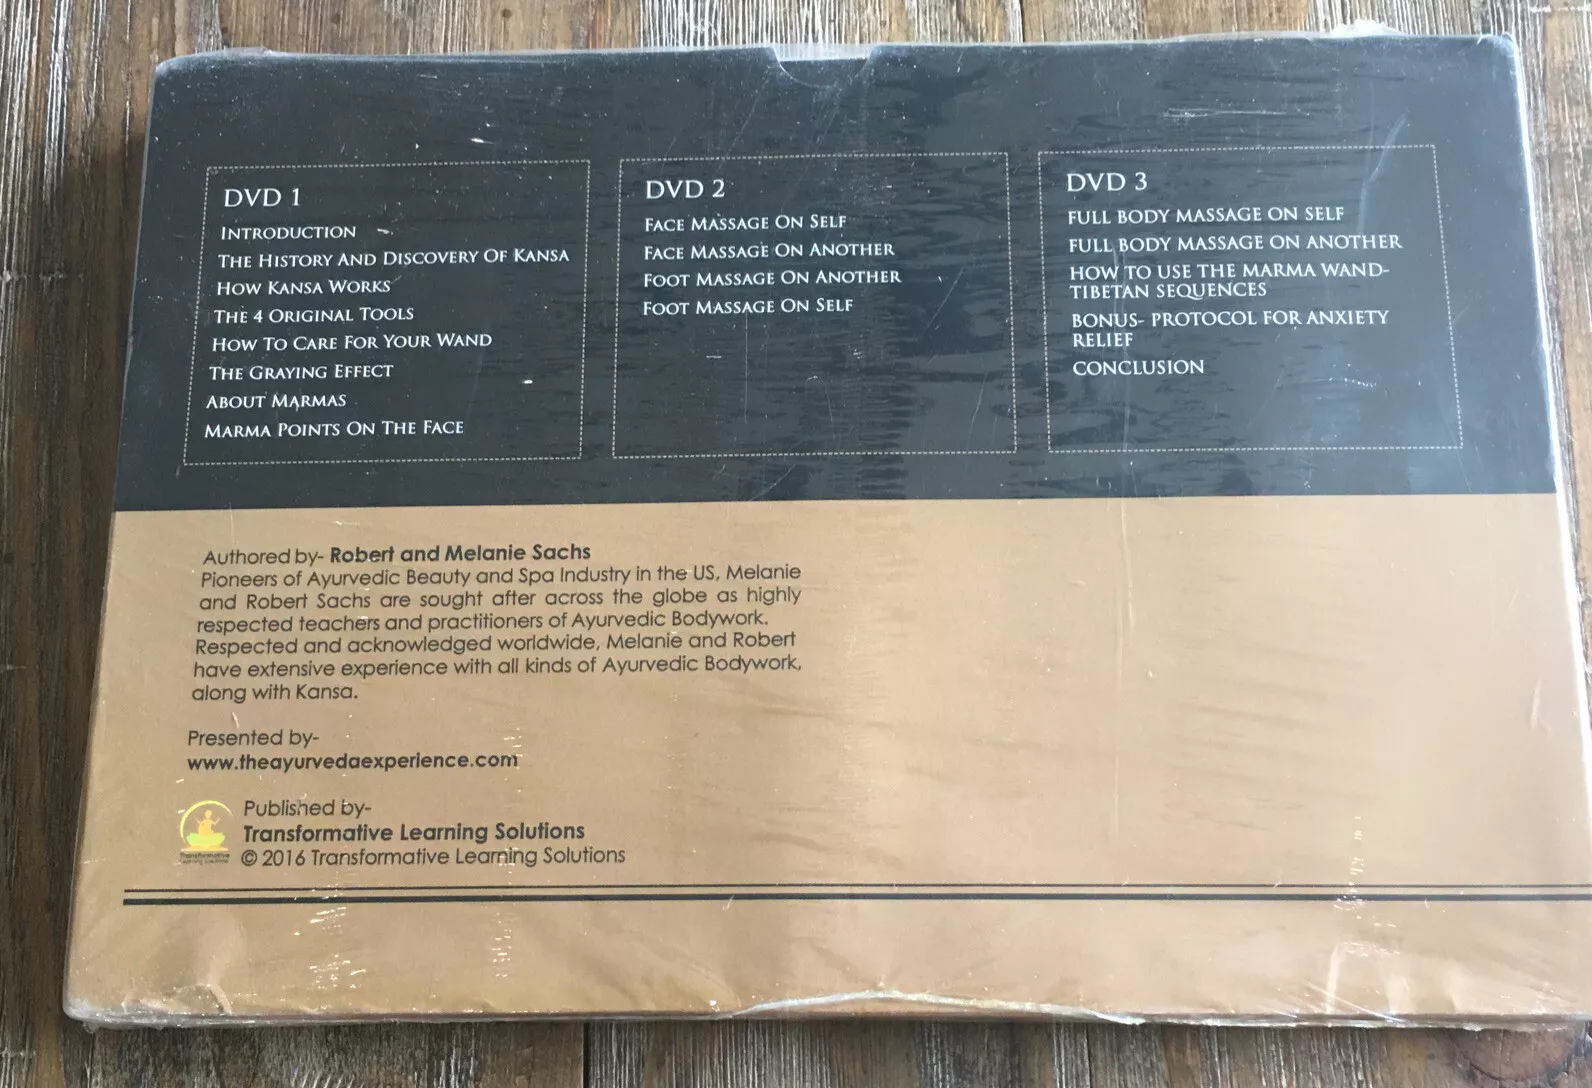 DVD 1
INTRODUCTION
THE HISTORY AND DISCOVERY OF KANSA
HOW KANSA WORKS
THE 4 ORIGINAL TOOLS
HOW TO CARE FOR YOUR WAND
THE GRAYING EFFECT
ABOUT MARMAS
MARMA POINTS ON THE FACE
DVD 2
FACE MASSAGE ON SELF
FACE MASSAGE ON ANOTHER
FOOT MASSAGE ON ANOTHER
FOOT MASSAGE ON SELF
DVD 3
FULL BODY MASSAGE ON SELF
FULL BODY MASSAGE ON ANOTHER
HOW TO USE THE MARMA WAND-
TIBETAN SEQUENCES
BONUS- PROTOCOL FOR ANXIETY
RELIEF
CONCLUSION
Authored by- Robert and Melanie Sachs
Pioneers of Ayurvedic Beauty and Spa Industry in the US, Melanie
and Robert Sachs are sought after across the globe as highly
respected teachers and practitioners of Ayurvedic Bodywork.
Respected and acknowledged worldwide, Melanie and Robert
have extensive experience with all kinds of Ayurvedic Bodywork,
along with Kansa.
Presented by-
www.theayurvedaexperience.com
Transformative
Learning Solutions
Published by-
Transformative Learning Solutions
© 2016 Transformative Learning Solutions